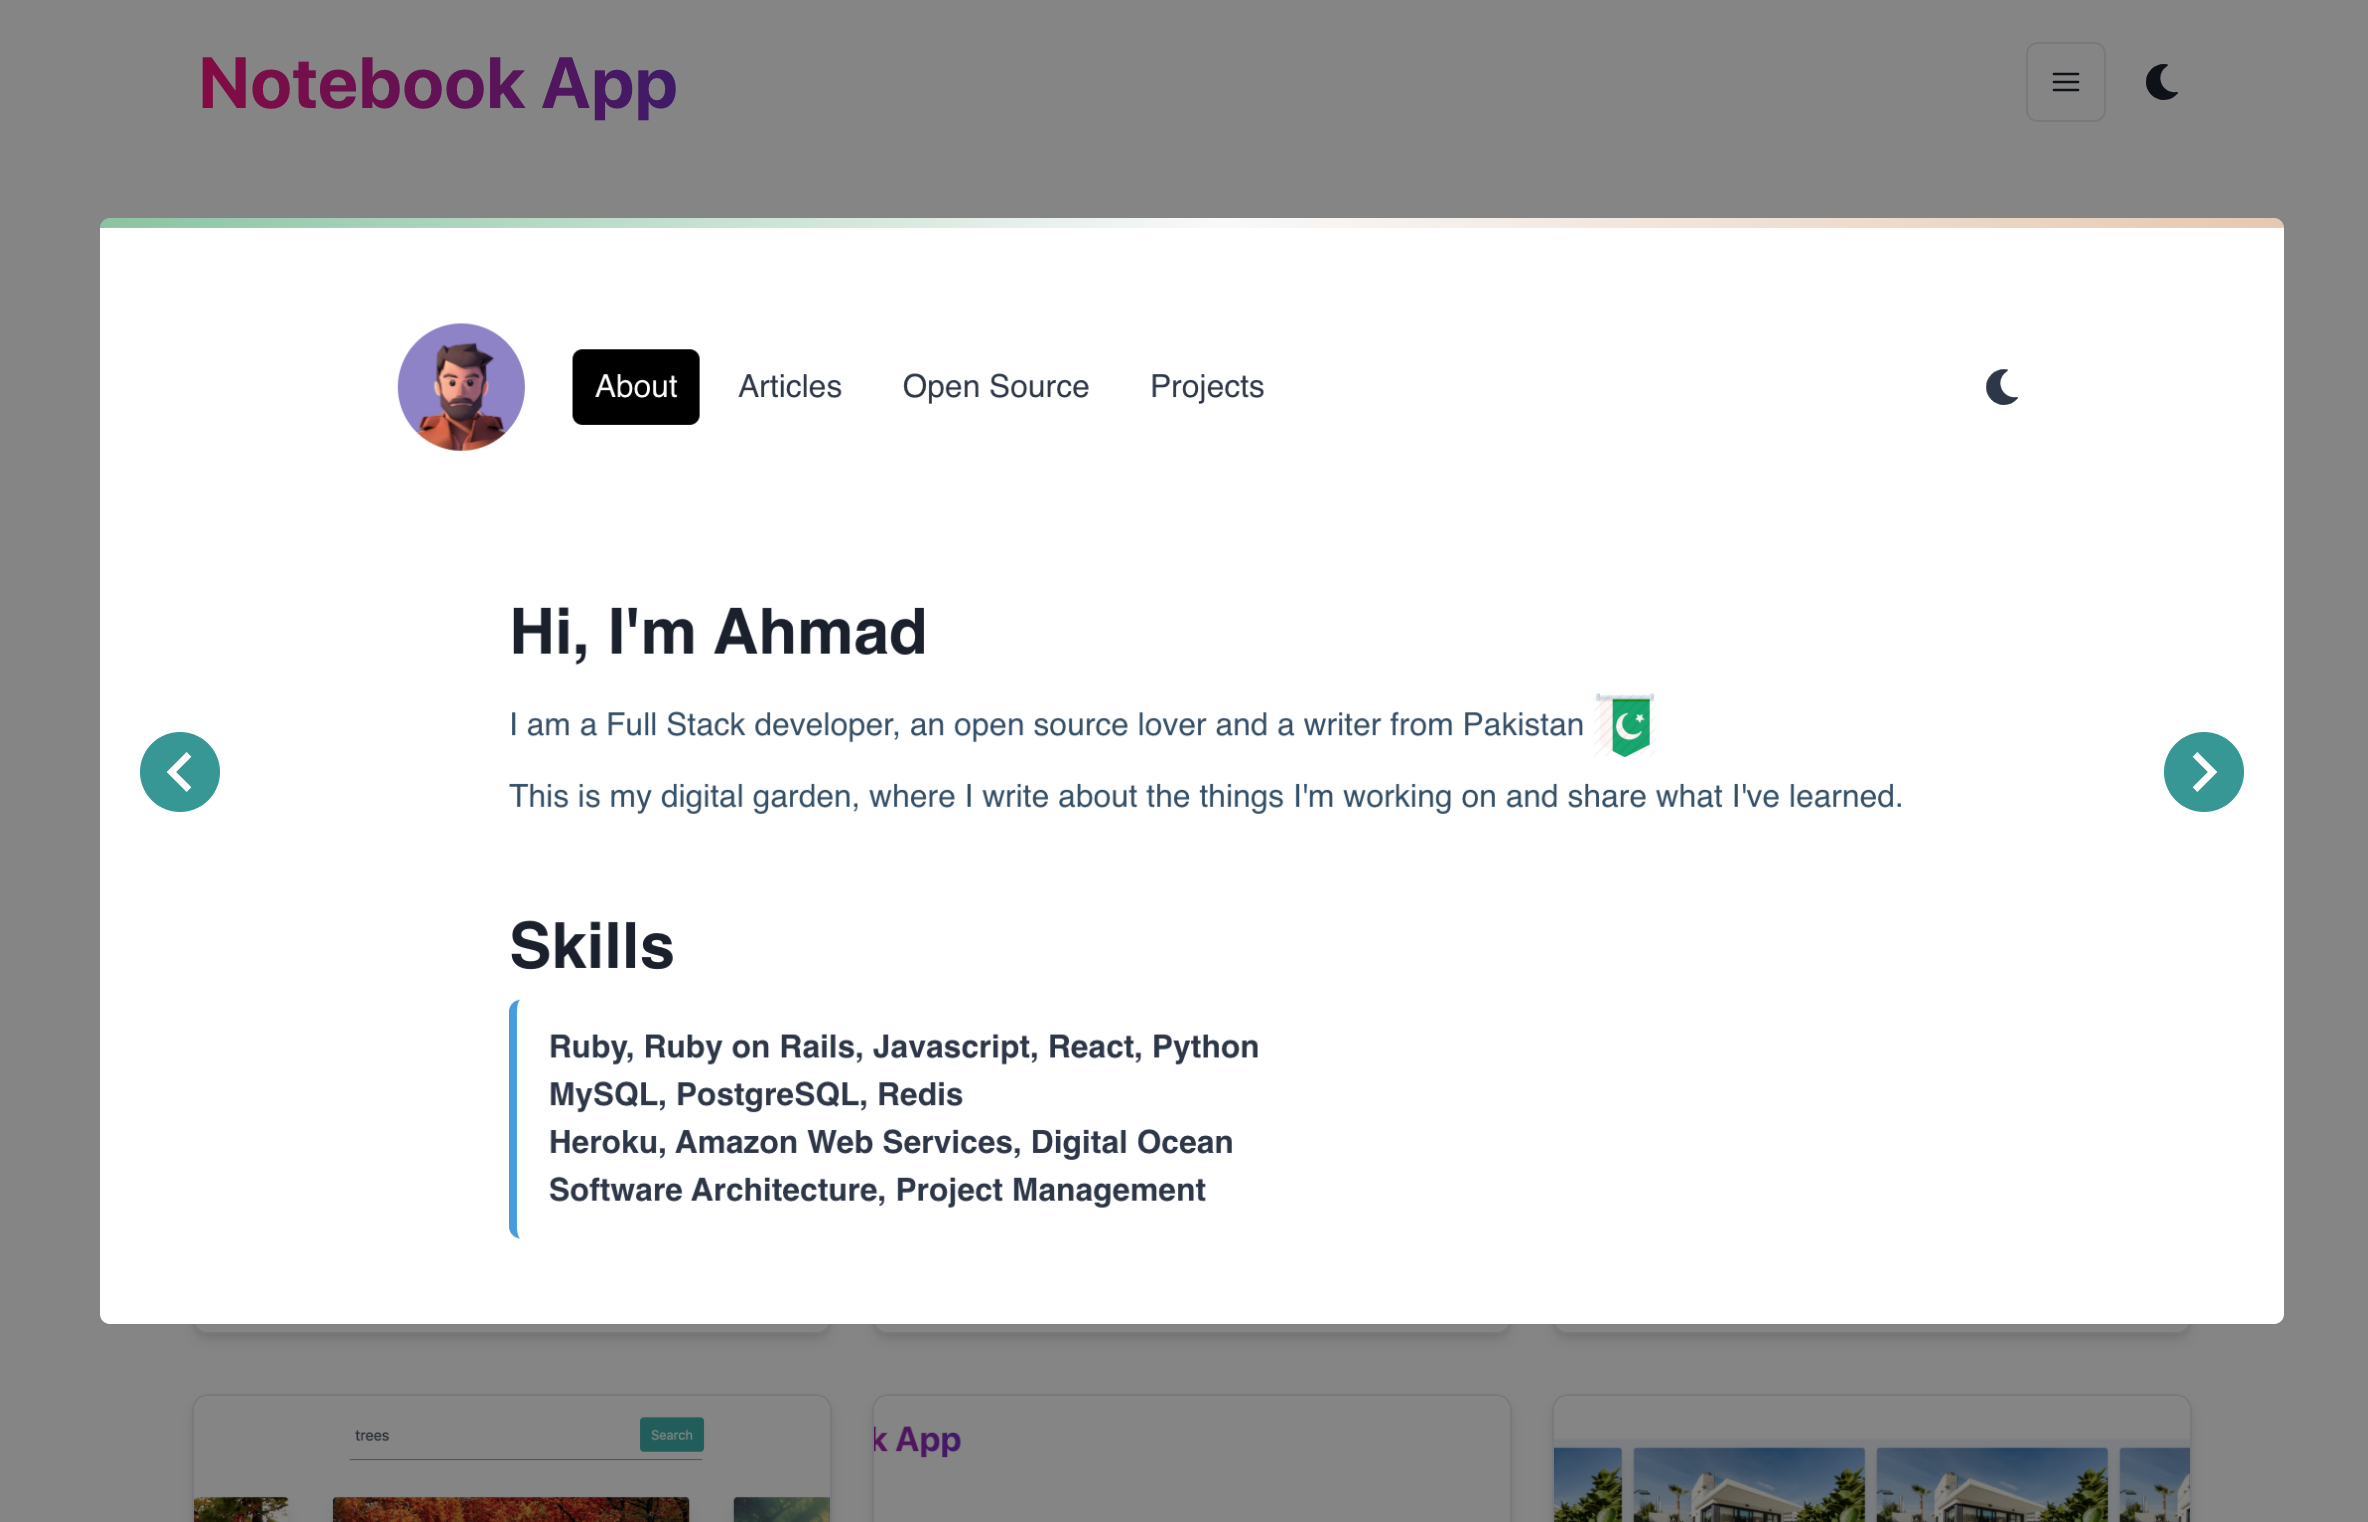 Notebook App
About
Articles
Open Source
Projects
Hi, I'm Ahmad
I am a Full Stack developer, an open source lover and a writer from Pakistan
This is my digital garden, where I write about the things I'm working on and share what I've learned.
Skills
Ruby, Ruby on Rails, Javascript, React, Python
MySQL, PostgreSQL, Redis
Heroku, Amazon Web Services, Digital Ocean
Software Architecture, Project Management
trees
Search
k App